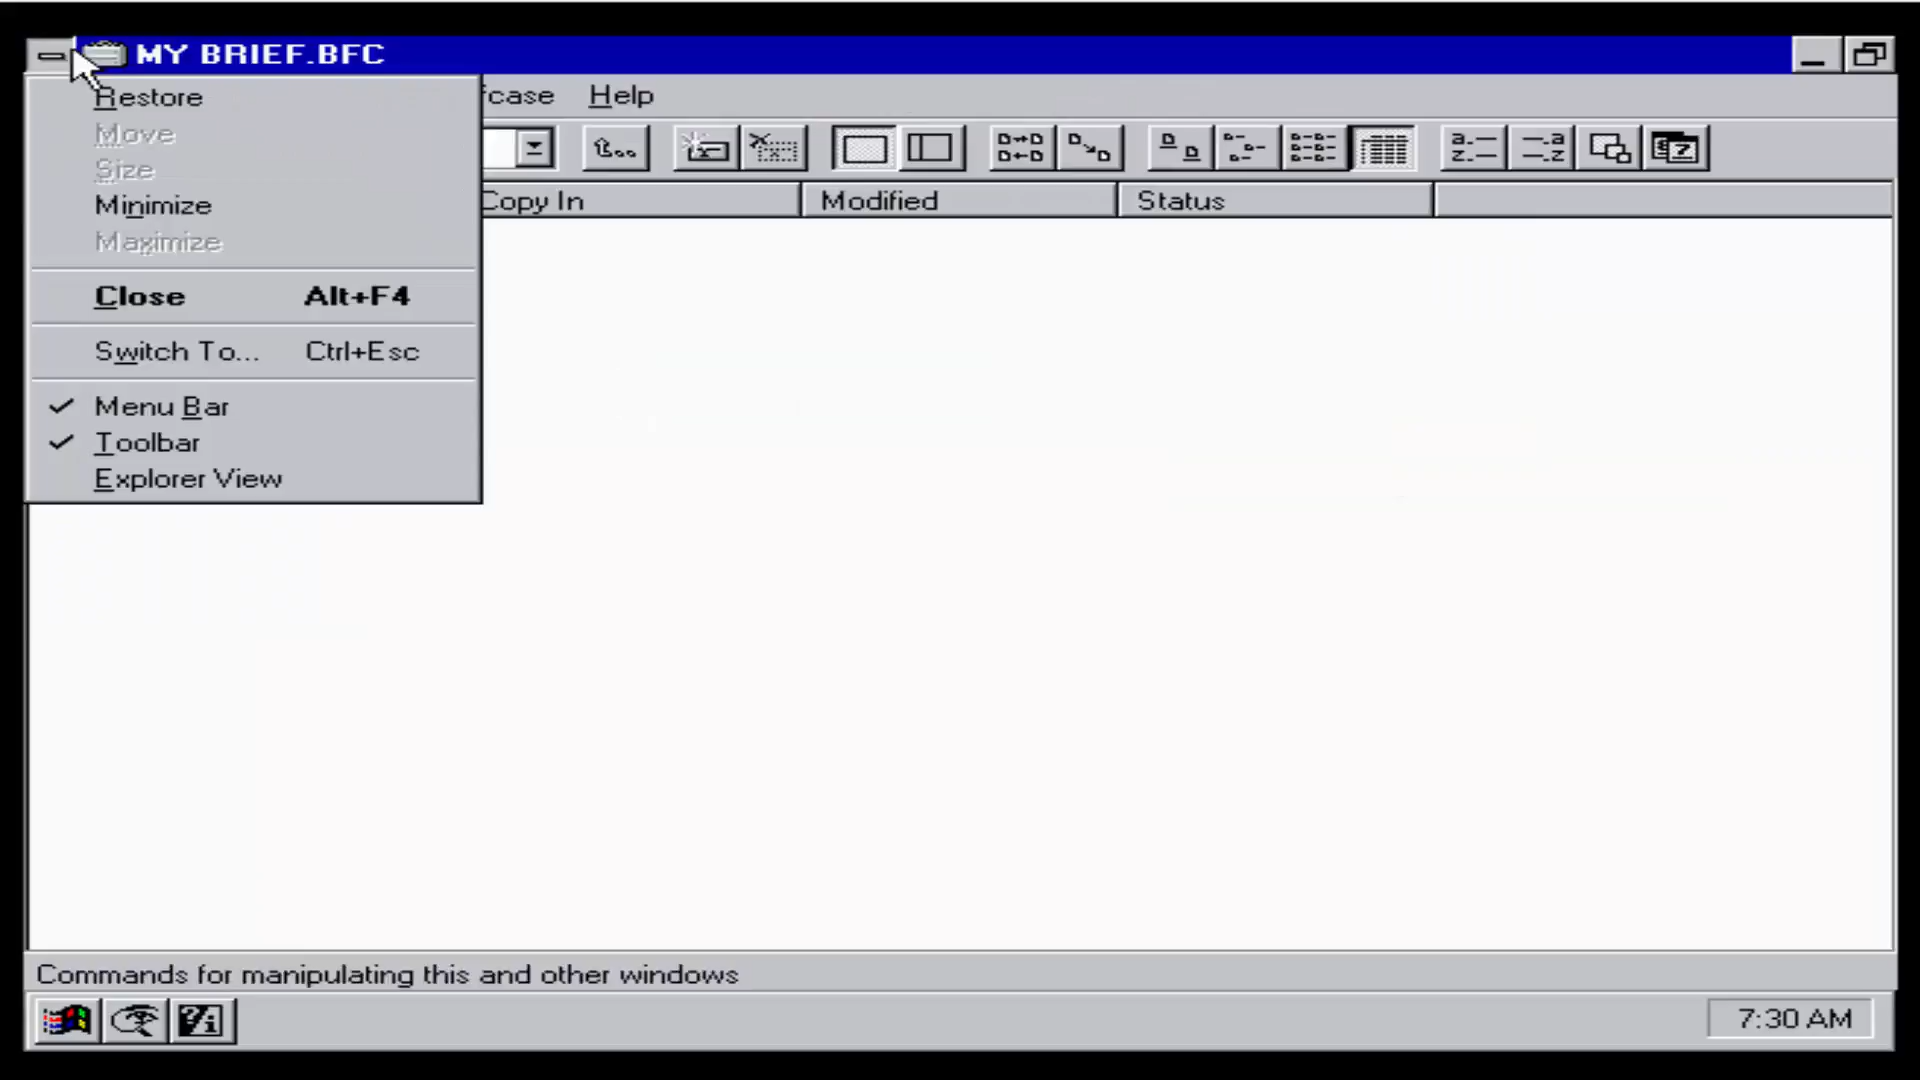 MY BRIEF.BFC
fcase Help
Restore
Move
Size
Minimize
Maximize
Close Alt+F4
Switch To... Ctrl+Esc
Menu Bar
Toolbar
Explorer View
Copy In Modified Status
Commands for manipulating this and other windows
7:30 AM